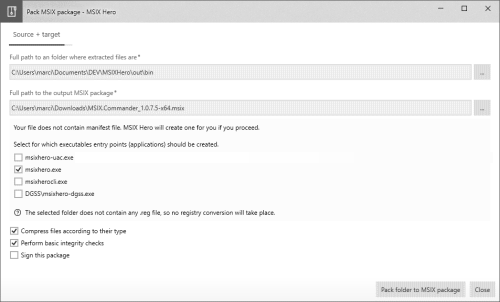 Pack MSIX package - MSIX Hero
Source + target
Full path to an folder where extracted files are*
C:\Users\marci\Documents\DEV\MSIXHero\out\bin
...
Full path to the output MSIX package*
C:\Users\marci\Downloads\MSIX.Commander_1.0.7.5-x64.msix
...
Your file does not contain manifest file. MSIX Hero will create one for you if you proceed.
Select for which executables entry points (applications) should be created.
msixhero-uac.exe
msixhero.exe
msixherocli.exe
DGSS\msixhero-dgss.exe
The selected folder does not contain any .reg file, so no registry conversion will take place.
Compress files according to their type
Perform basic integrity checks
Sign this package
Pack folder to MSIX package
Close